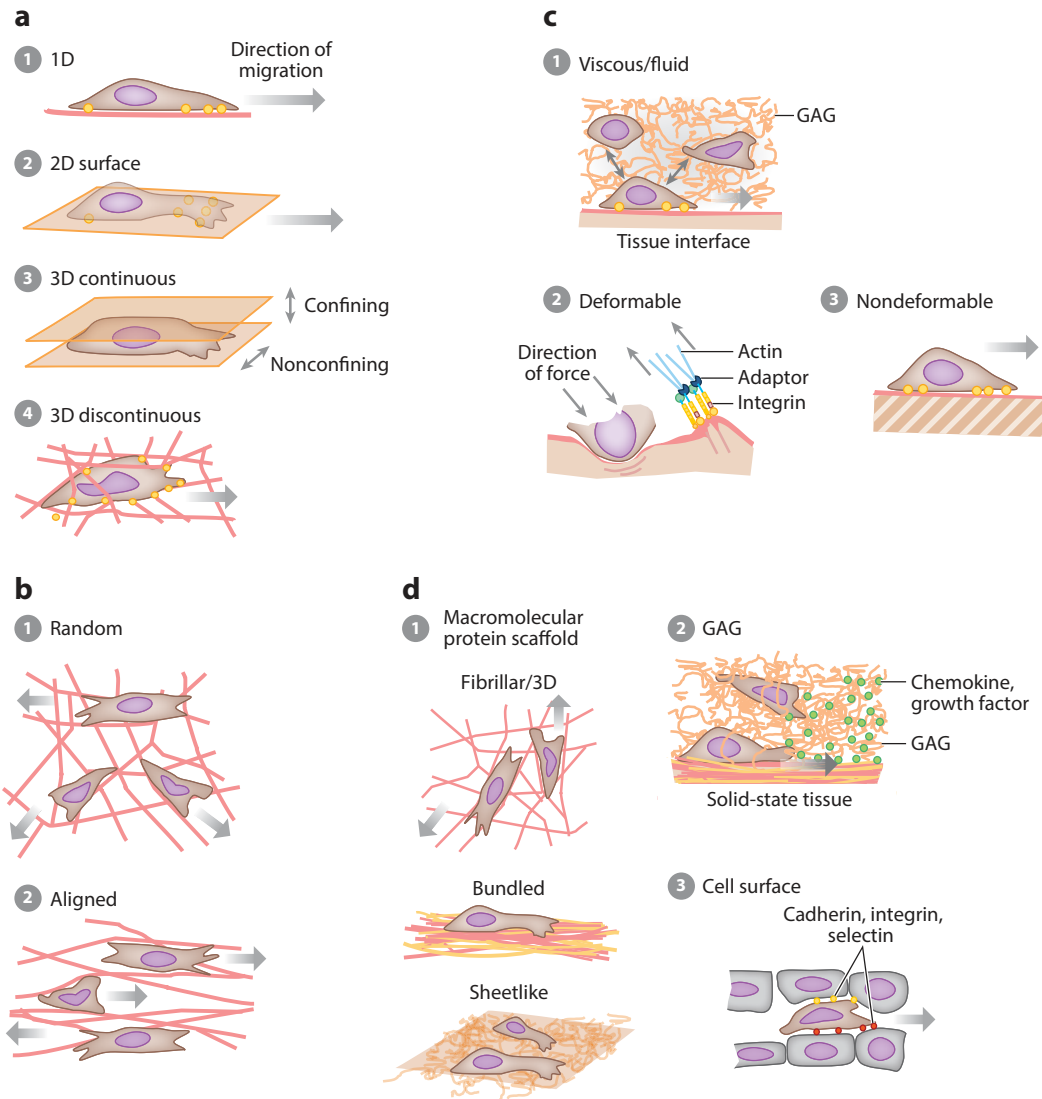 a
1 1D
Direction of
migration
2 2D surface
3 3D continuous
Confining
Nonconfining
4 3D discontinuous
b
1 Random
2 Aligned
c
1 Viscous/fluid
GAG
Tissue interface
2 Deformable
Direction
of force
Actin
Adaptor
Integrin
3 Nondeformable
d
1 Macromolecular
protein scaffold
Fibrillar/3D
Bundled
Sheetlike
2 GAG
Chemokine,
growth factor
GAG
Solid-state tissue
3 Cell surface
Cadherin, integrin,
selectin